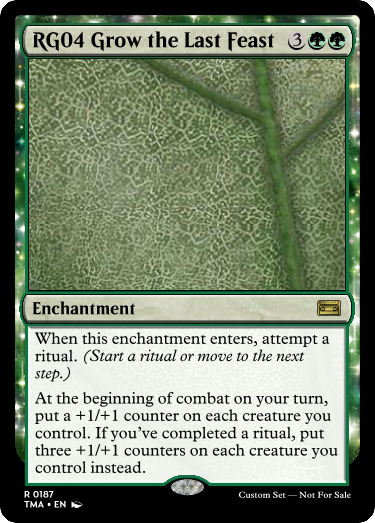 RG04 Grow the Last Feast 3
Enchantment
When this enchantment enters, attempt a
ritual. (Start a ritual or move to the next
step.)
At the beginning of combat on your turn,
put a +1/+1 counter on each creature you
control. If you've completed a ritual, put
three +1/+1 counters on each creature you
control instead.
R 0187
TMA • EN
Custom Set — Not For Sale